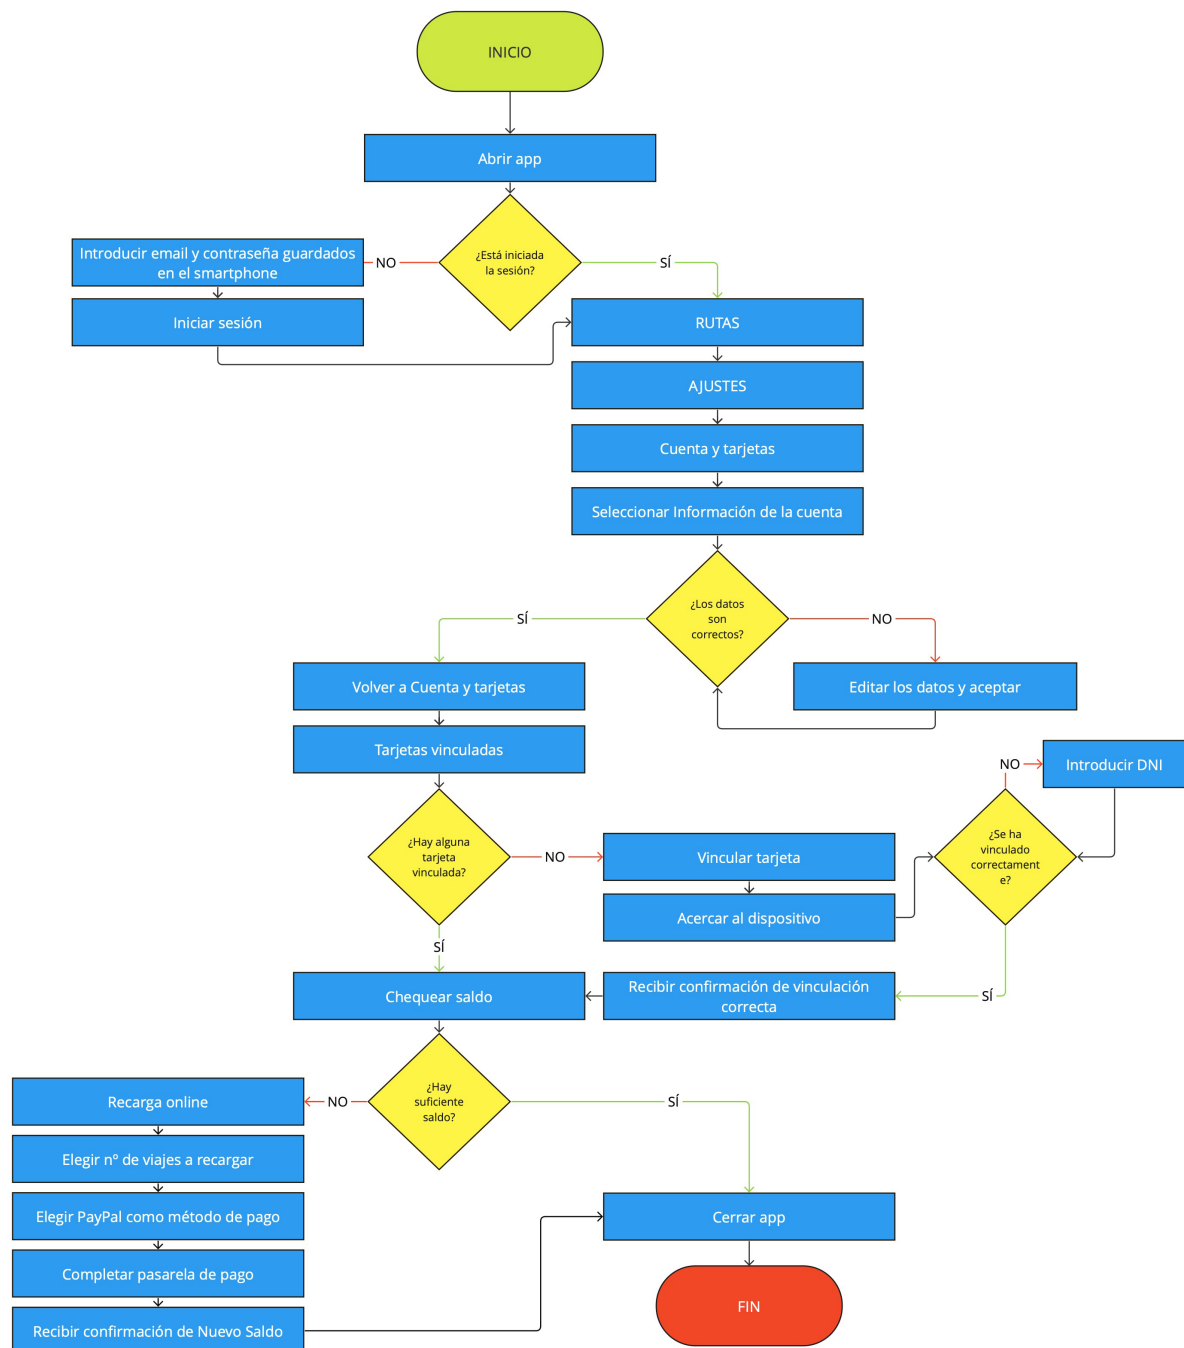 INICIO
Abrir app
¿Está iniciada
la sesión?
NO
SÍ
Introducir email y contraseña guardados
en el smartphone
Iniciar sesión
RUTAS
AJUSTES
Cuenta y tarjetas
Seleccionar Información de la cuenta
¿Los datos
son
correctos?
SÍ
NO
Volver a Cuenta y tarjetas
Editar los datos y aceptar
Tarjetas vinculadas
NO
Introducir DNI
¿Hay alguna
tarjeta
vinculada?
NO
Vincular tarjeta
¿Se ha
vinculado
correctament
e?
Acercar al dispositivo
SÍ
Chequear saldo
Recibir confirmación de vinculación
correcta
SÍ
¿Hay
suficiente
saldo?
NO
SÍ
Recarga online
Elegir nº de viajes a recargar
Elegir PayPal como método de pago
Cerrar app
Completar pasarela de pago
FIN
Recibir confirmación de Nuevo Saldo